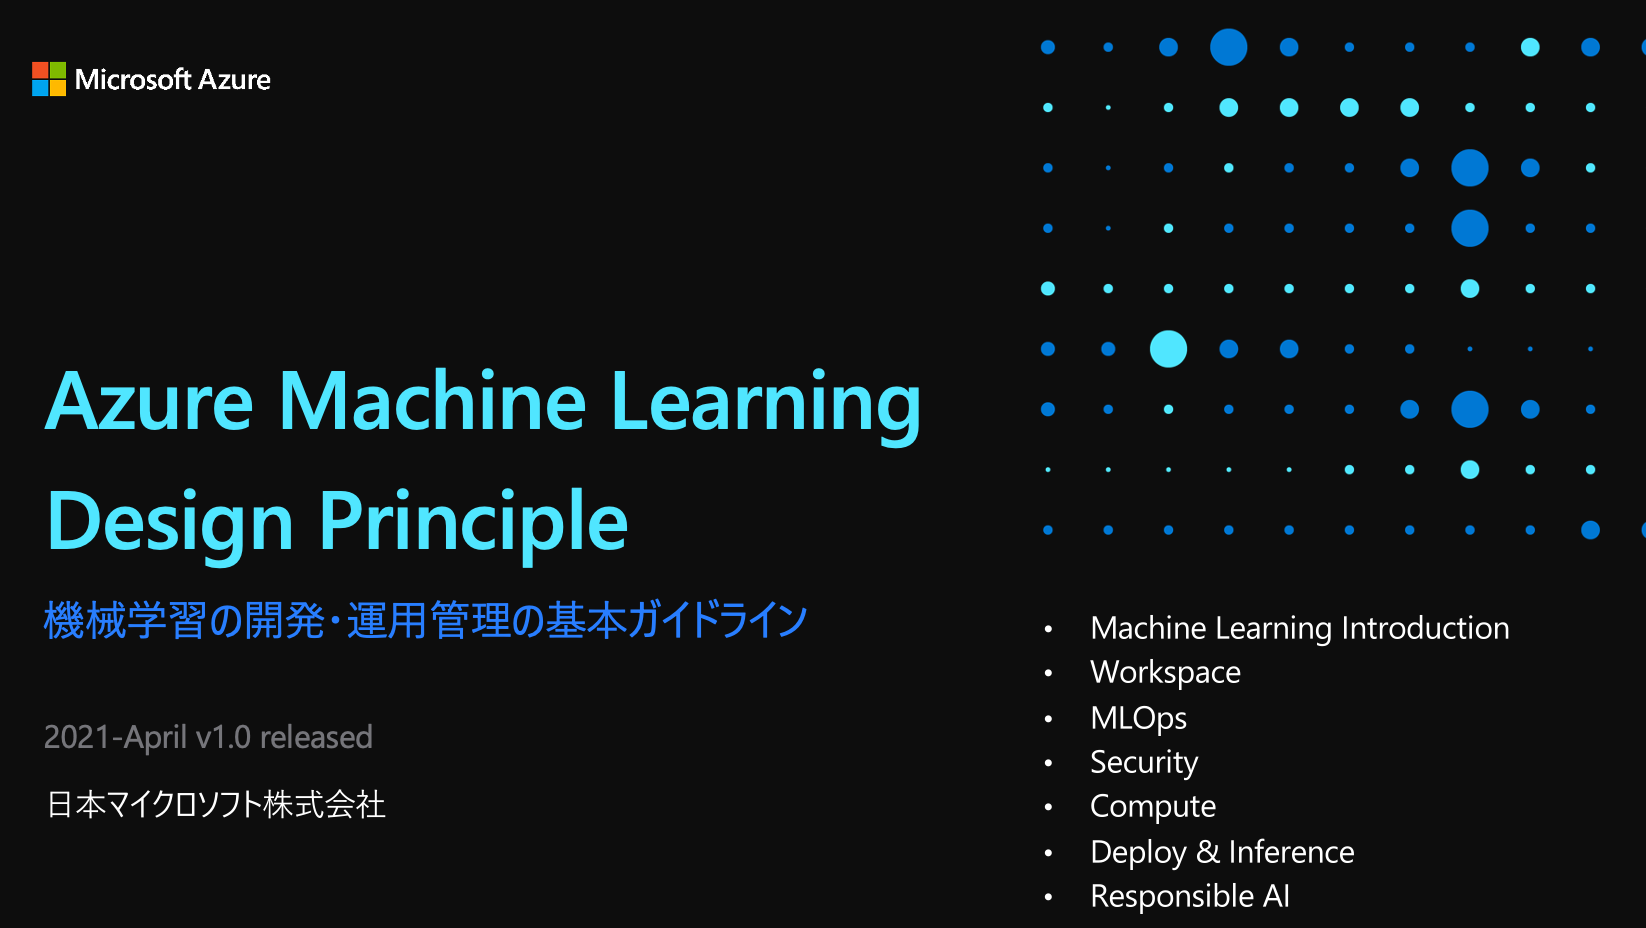 Microsoft Azure
Azure Machine Learning
Design Principle
機械学習の開発・運用管理の基本ガイドライン
2021-April v1.0 released
日本マイクロソフト株式会社
• Machine Learning Introduction
• Workspace
• MLOps
• Security
• Compute
• Deploy & Inference
• Responsible AI